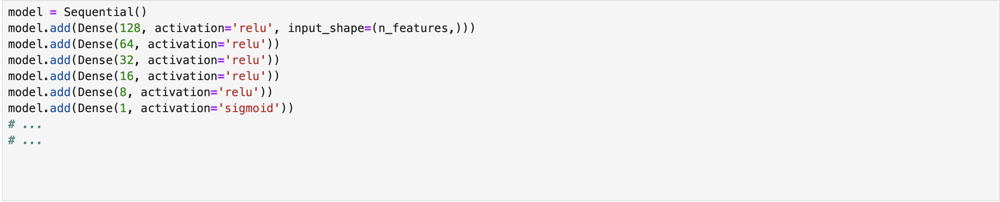 model = Sequential()
model.add(Dense(128, activation='relu', input_shape=(n_features,)))
model.add(Dense(64, activation='relu'))
model.add(Dense(32, activation='relu'))
model.add(Dense(16, activation='relu'))
model.add(Dense(8, activation='relu'))
model.add(Dense(1, activation='sigmoid'))
# ...
# ...